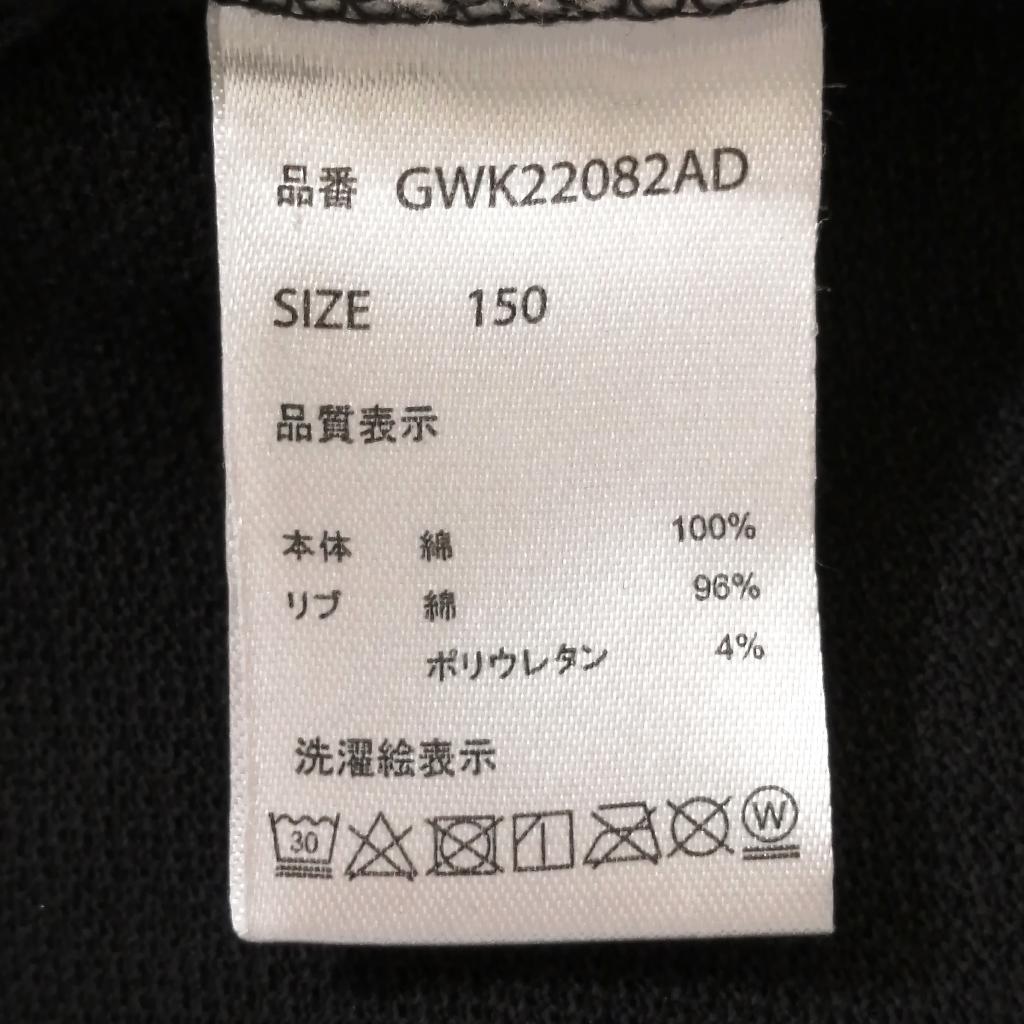 品番 GWK22082AD
SIZE 150
品質表示
本体 綿 100%
リブ 綿 96%
ポリウレタン 4%
洗濯絵表示
30 W